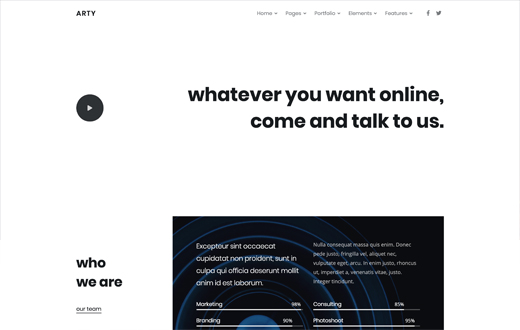 ARTY
Home Pages Portfolio Elements Features
whatever you want online,
come and talk to us.
who
we are
our team
Excepteur sint occaecat
cupidatat non proident, sunt in
culpa qui officia deserunt mollit
anim id est laborum.
Nulla consequat massa quis enim. Donec
pede justo, fringilla vel, aliquet nec,
vulputate eget, arcu. In enim justo, rhoncus
ut, imperdiet a, venenatis vitae, justo.
Integer tincidunt.
Marketing 98%
Consulting 85%
Branding 90%
Photoshoot 95%